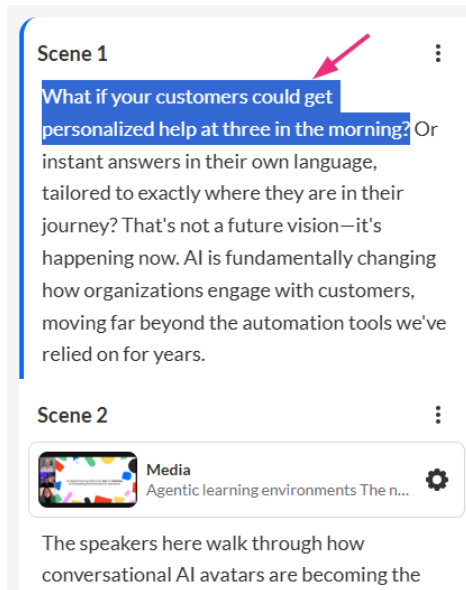 Scene 1
What if your customers could get
personalized help at three in the morning? Or
instant answers in their own language,
tailored to exactly where they are in their
journey? That's not a future vision—it's
happening now. AI is fundamentally changing
how organizations engage with customers,
moving far beyond the automation tools we've
relied on for years.
Scene 2
Media
Agentic learning environments The n...
The speakers here walk through how
conversational AI avatars are becoming the